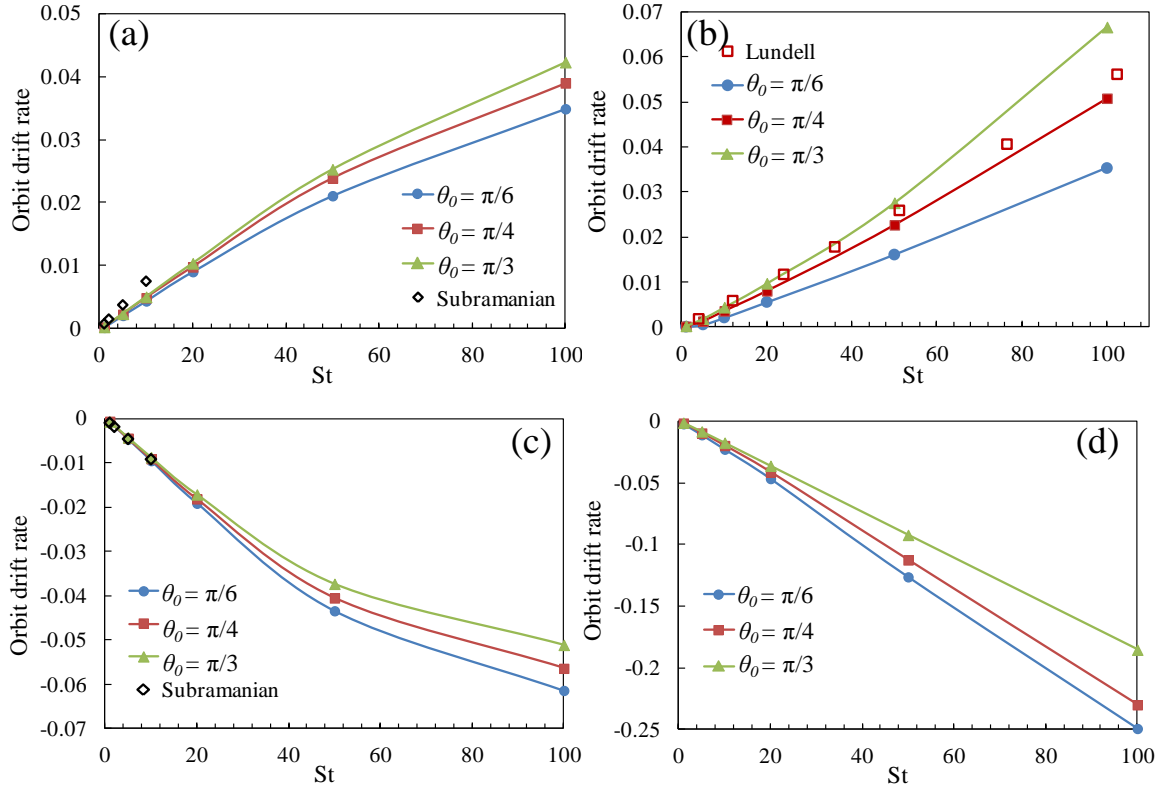 (a)
0.05
0.04
0.03
0.02
0.01
0
Orbit drift rate
θ0 = π/6
θ0 = π/4
θ0 = π/3
Subramanian
0 20 40 60 80 100
St
(b)
0.07
0.06
0.05
0.04
0.03
0.02
0.01
0
Orbit drift rate
Lundell
θ0 = π/6
θ0 = π/4
θ0 = π/3
0 20 40 60 80 100
St
(c)
0
-0.01
-0.02
-0.03
-0.04
-0.05
-0.06
-0.07
Orbit drift rate
θ0 = π/6
θ0 = π/4
θ0 = π/3
Subramanian
0 20 40 60 80 100
St
(d)
0
-0.05
-0.1
-0.15
-0.2
-0.25
Orbit drift rate
θ0 = π/6
θ0 = π/4
θ0 = π/3
0 20 40 60 80 100
St